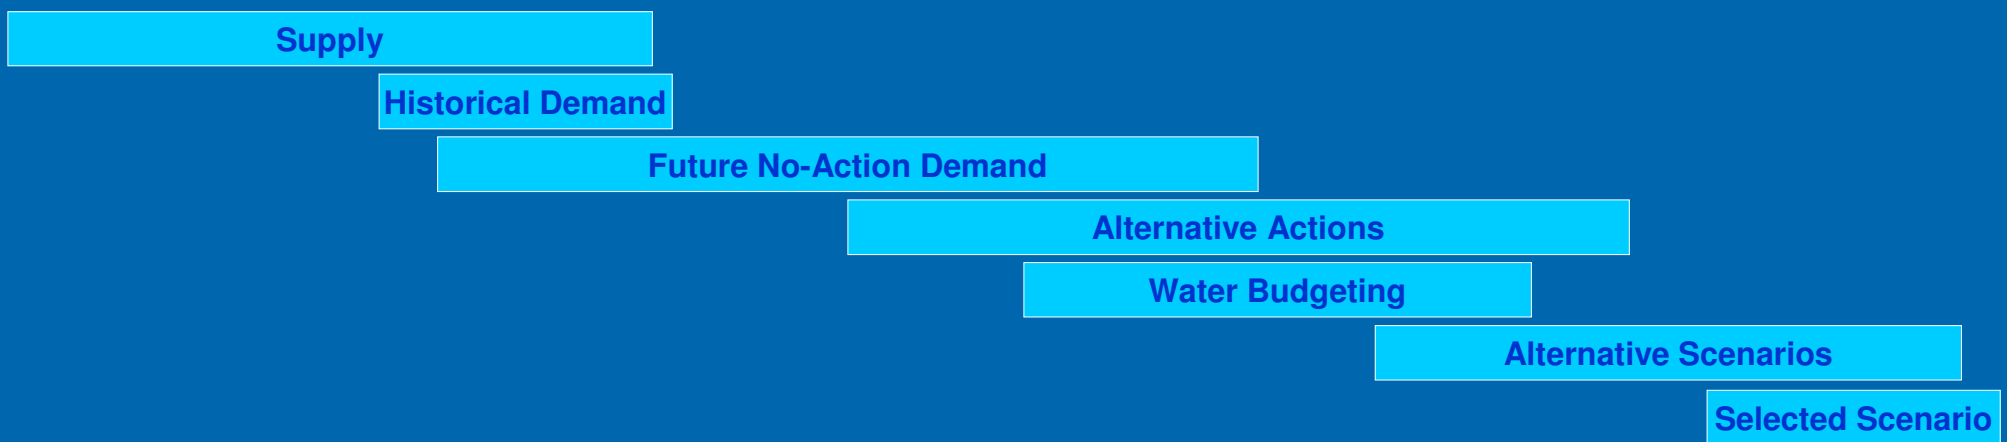 Supply
Historical Demand
Future No-Action Demand
Alternative Actions
Water Budgeting
Alternative Scenarios
Selected Scenario